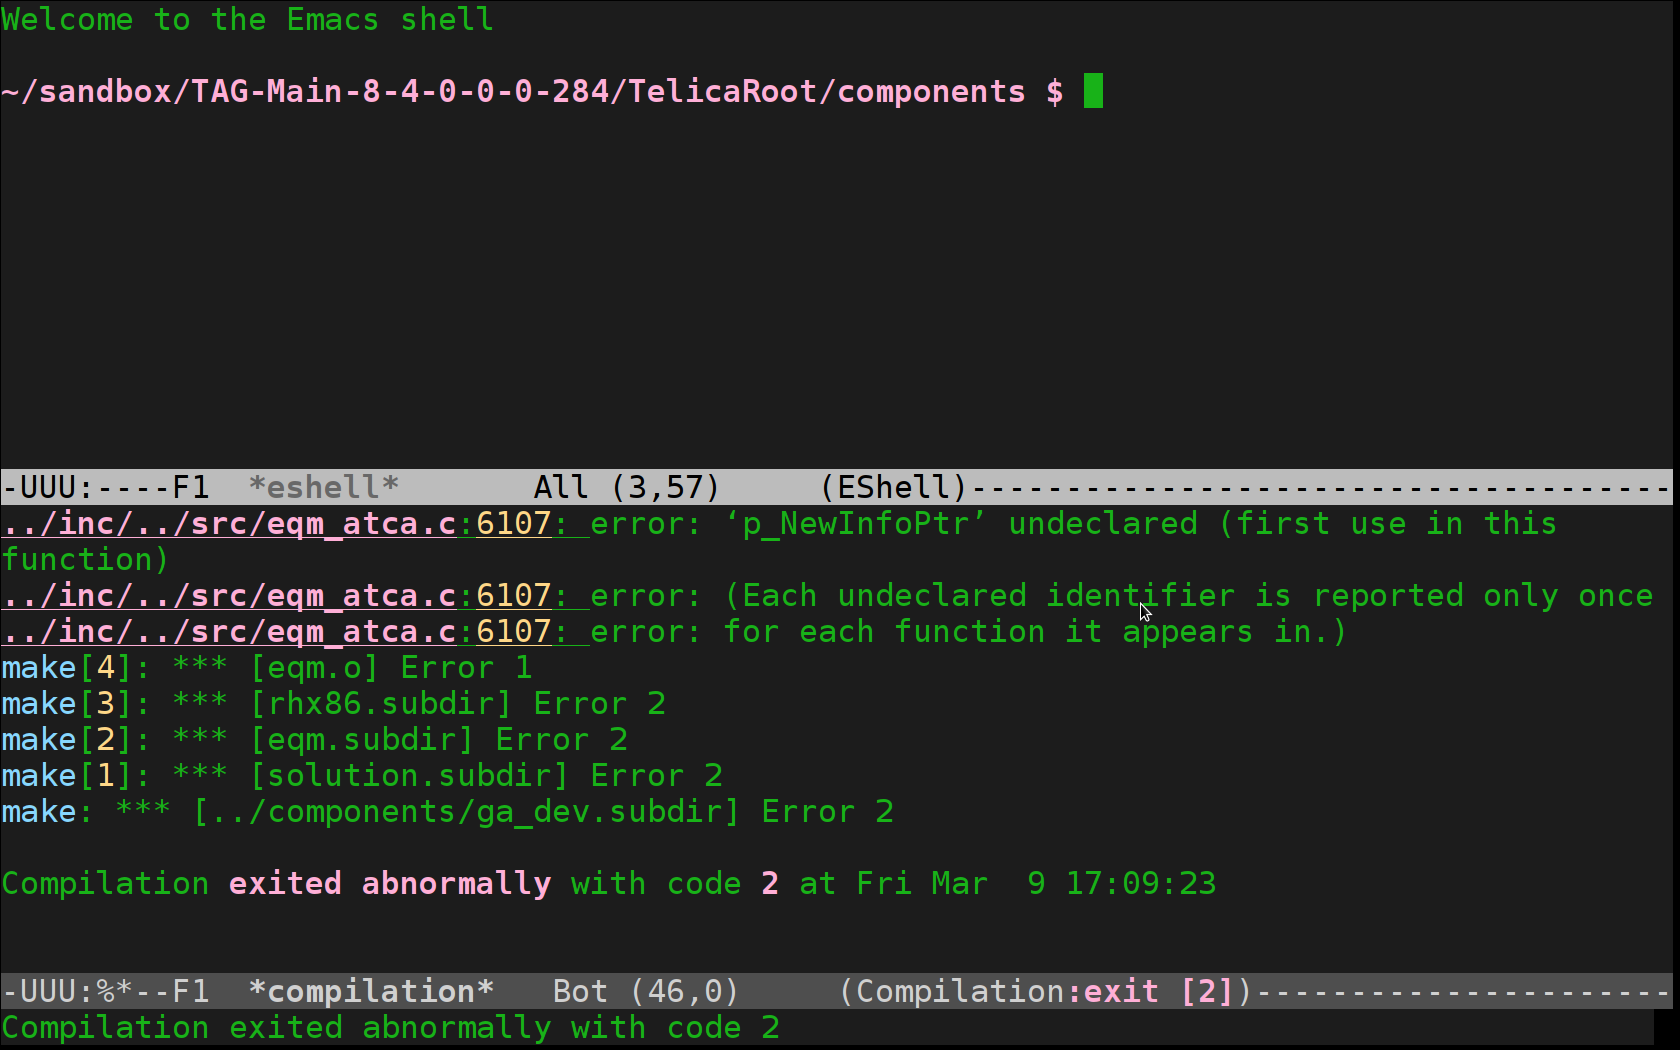 Welcome to the Emacs shell
~/sandbox/TAG-Main-8-4-0-0-0-284/TelicaRoot/components $
-UUU:----F1  *eshell*       All (3,57)     (EShell)-------------------------------------
../inc/../src/eqm_atca.c:6107: error: ‘p_NewInfoPtr’ undeclared (first use in this
function)
../inc/../src/eqm_atca.c:6107: error: (Each undeclared identifier is reported only once
../inc/../src/eqm_atca.c:6107: error: for each function it appears in.)
make[4]: *** [eqm.o] Error 1
make[3]: *** [rhx86.subdir] Error 2
make[2]: *** [eqm.subdir] Error 2
make[1]: *** [solution.subdir] Error 2
make: *** [../components/ga_dev.subdir] Error 2
Compilation exited abnormally with code 2 at Fri Mar  9 17:09:23
-UUU:%*--F1  *compilation*   Bot (46,0)     (Compilation:exit [2])----------------------
Compilation exited abnormally with code 2